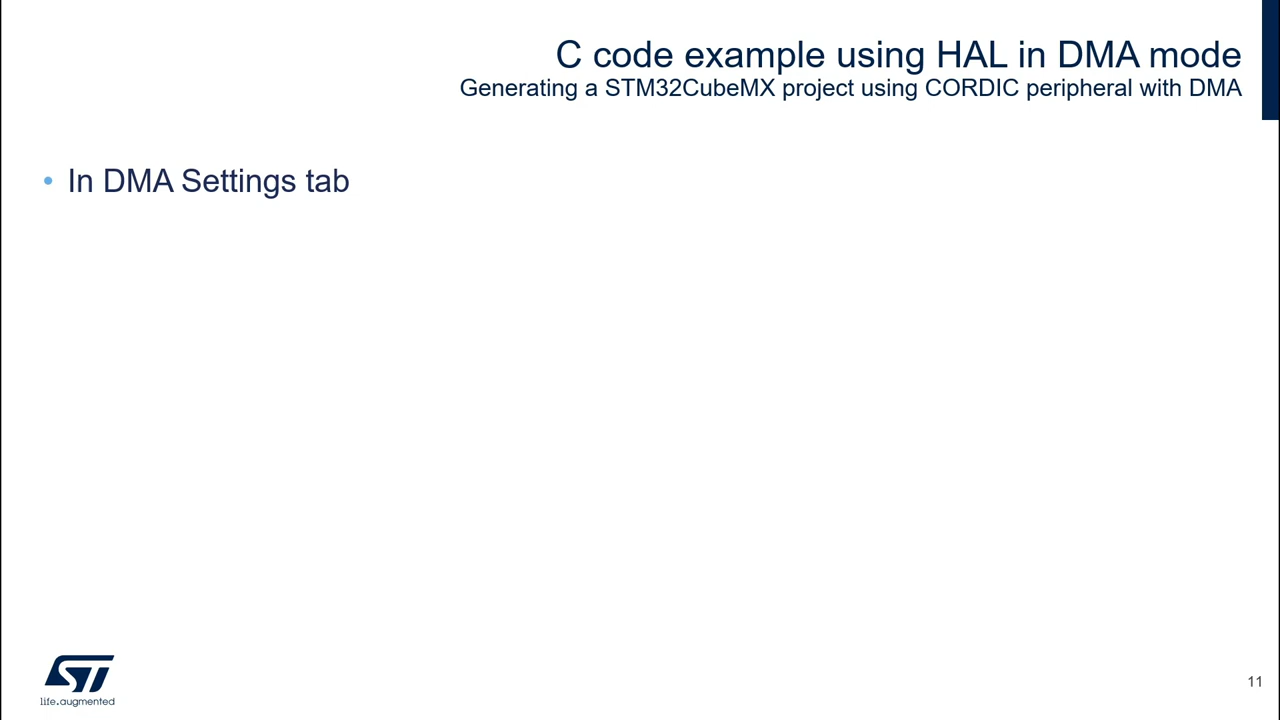 C code example using HAL in DMA mode
Generating a STM32CubeMX project using CORDIC peripheral with DMA
• In DMA Settings tab
ST
life.augmented
11